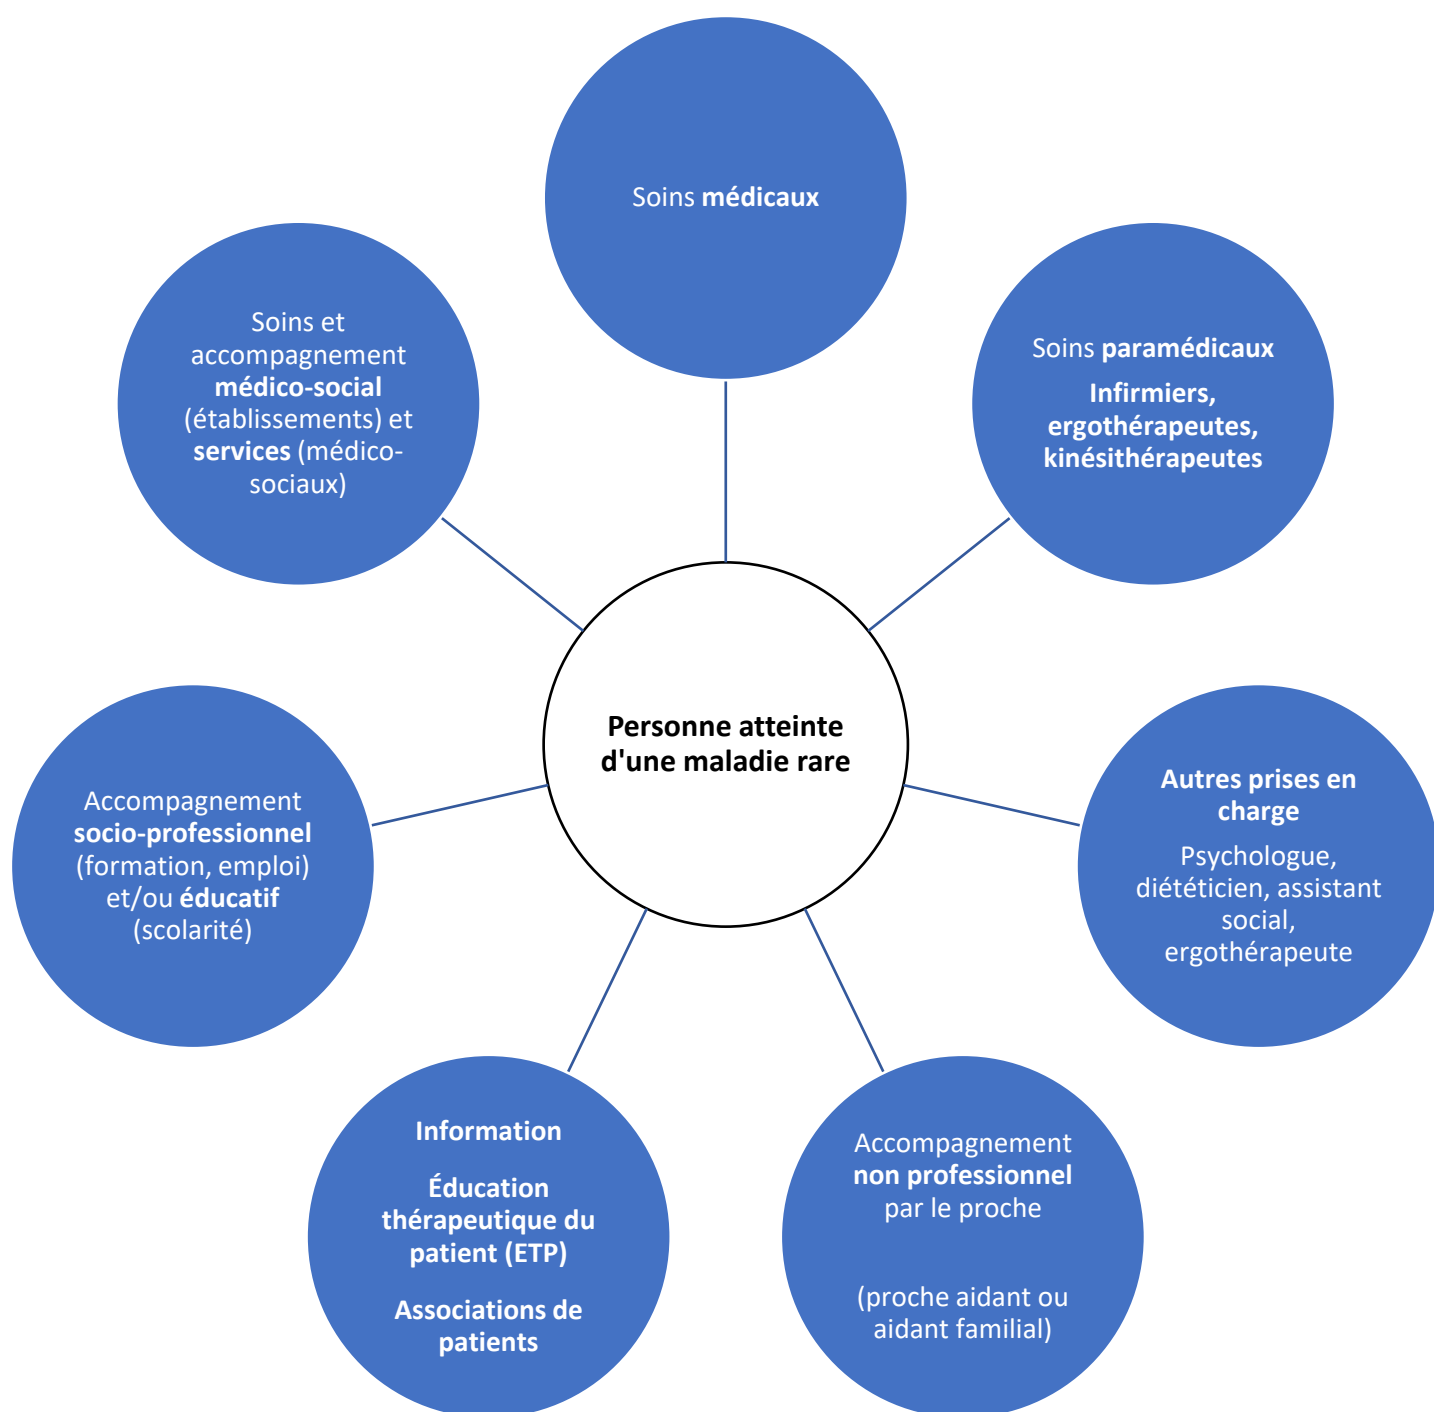 Soins médicaux
Soins paramédicaux
Infirmiers,
ergothérapeutes,
kinésithérapeutes
Autres prises en
charge
Psychologue,
diététicien, assistant
social,
ergothérapeute
Accompagnement
non professionnel
par le proche
(proche aidant ou
aidant familial)
Information
Éducation
thérapeutique du
patient (ETP)
Associations de
patients
Accompagnement
socio-professionnel
(formation, emploi)
et/ou éducatif
(scolarité)
Soins et
accompagnement
médico-social
(établissements) et
services (médico-
sociaux)
Personne atteinte
d'une maladie rare